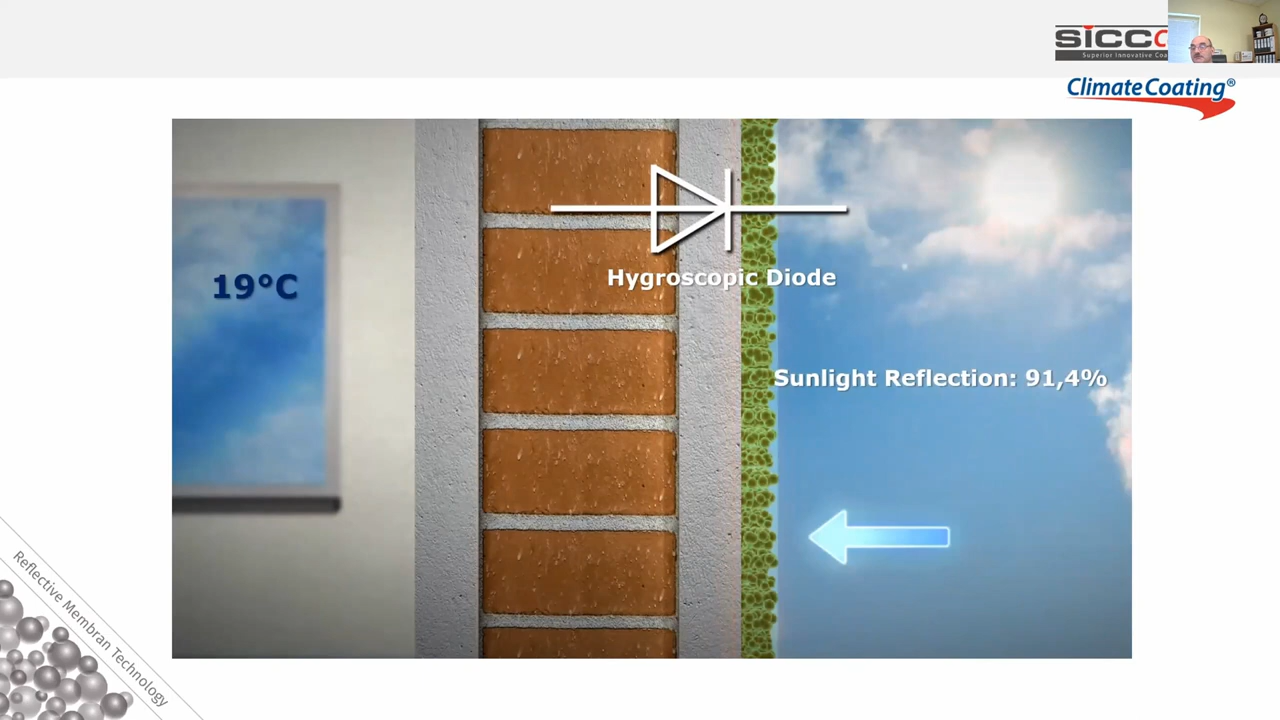 SICC
Superior Innovative Coa
ClimateCoating®
19°C
Hygroscopic Diode
Sunlight Reflection: 91,4%
Reflective Membran Technology